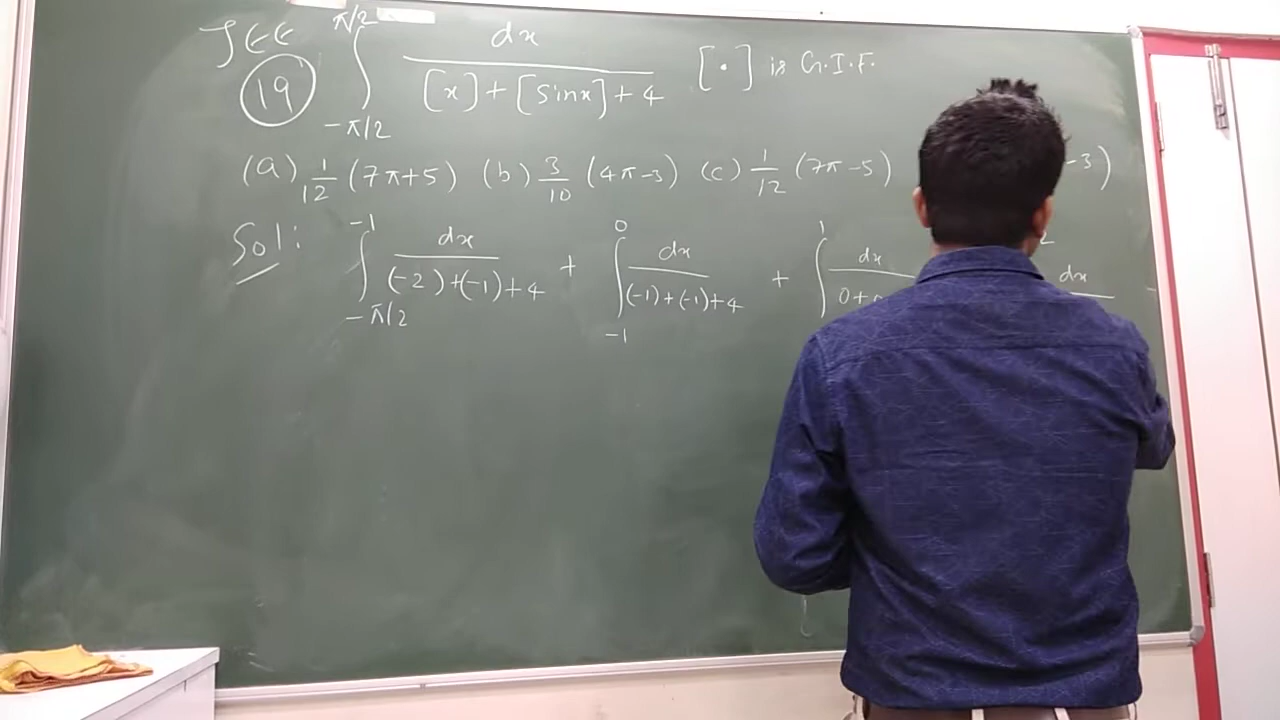 JEE π/2 ∫ dx [•] is G.I.F.
19 -π/2 [x]+[sinx]+4
(a) 1/12 (7π+5) (b) 3/10 (4π-3) (c) 1/12 (7π-5) -3)
Sol: ∫ -1 -π/2 dx/(-2)+(-1)+4 + ∫ 0 -1 dx/(-1)+(-1)+4 + ∫ 1 dx/0+ dx